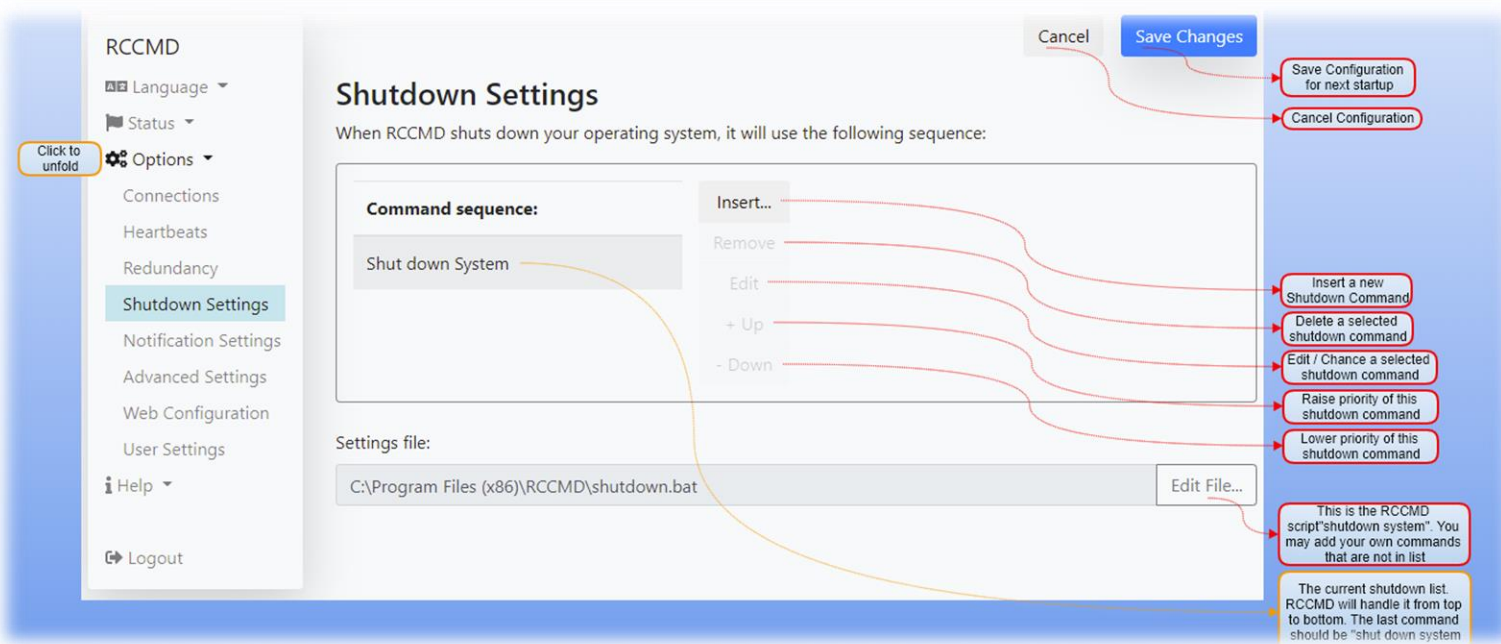 RCCMD
Language
Status
Options
Click to
unfold
Connections
Heartbeats
Redundancy
Shutdown Settings
Notification Settings
Advanced Settings
Web Configuration
User Settings
Help
Logout
Cancel
Save Changes
Shutdown Settings
When RCCMD shuts down your operating system, it will use the following sequence:
Command sequence:
Shut down System
Insert...
Remove
Edit
+ Up
- Down
Settings file:
C:\Program Files (x86)\RCCMD\shutdown.bat
Edit File...
Save Configuration
for next startup
Cancel Configuration
Insert a new
Shutdown Command
Delete a selected
shutdown command
Edit / Chance a selected
shutdown command
Raise priority of this
shutdown command
Lower priority of this
shutdown command
This is the RCCMD
script"shutdown system". You
may add your own commands
that are not in list
The current shutdown list.
RCCMD will handle it from top
to bottom. The last command
should be "shut down system